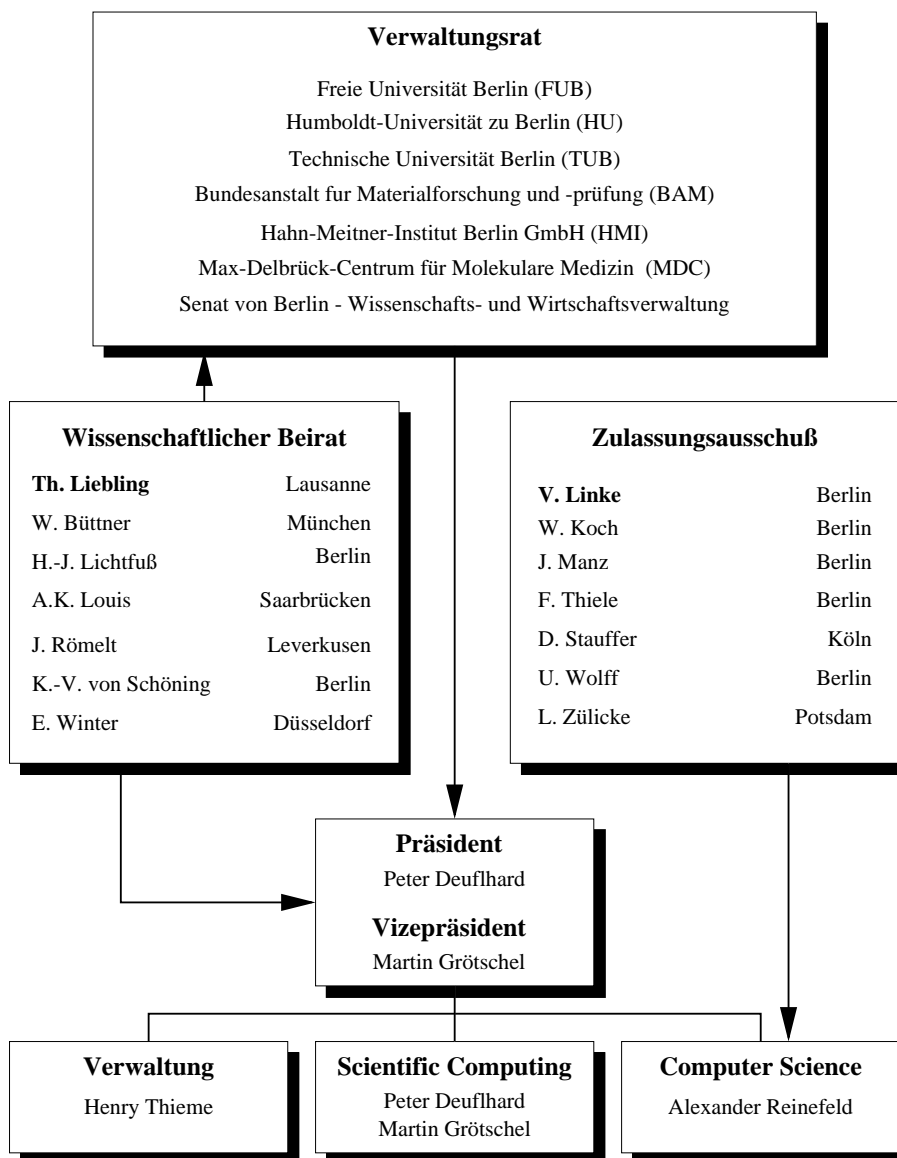 Verwaltungsrat
Freie Universität Berlin (FUB)
Humboldt-Universität zu Berlin (HU)
Technische Universität Berlin (TUB)
Bundesanstalt fur Materialforschung und -prüfung (BAM)
Hahn-Meitner-Institut Berlin GmbH (HMI)
Max-Delbrück-Centrum für Molekulare Medizin (MDC)
Senat von Berlin - Wissenschafts- und Wirtschaftsverwaltung
Wissenschaftlicher Beirat
Th. Liebling Lausanne
W. Büttner München
H.-J. Lichtfuß Berlin
A.K. Louis Saarbrücken
J. Römelt Leverkusen
K.-V. von Schöning Berlin
E. Winter Düsseldorf
Zulassungsausschuß
V. Linke Berlin
W. Koch Berlin
J. Manz Berlin
F. Thiele Berlin
D. Stauffer Köln
U. Wolff Berlin
L. Zülicke Potsdam
Präsident
Peter Deuflhard
Vizepräsident
Martin Grötschel
Verwaltung
Henry Thieme
Scientific Computing
Peter Deuflhard
Martin Grötschel
Computer Science
Alexander Reinefeld